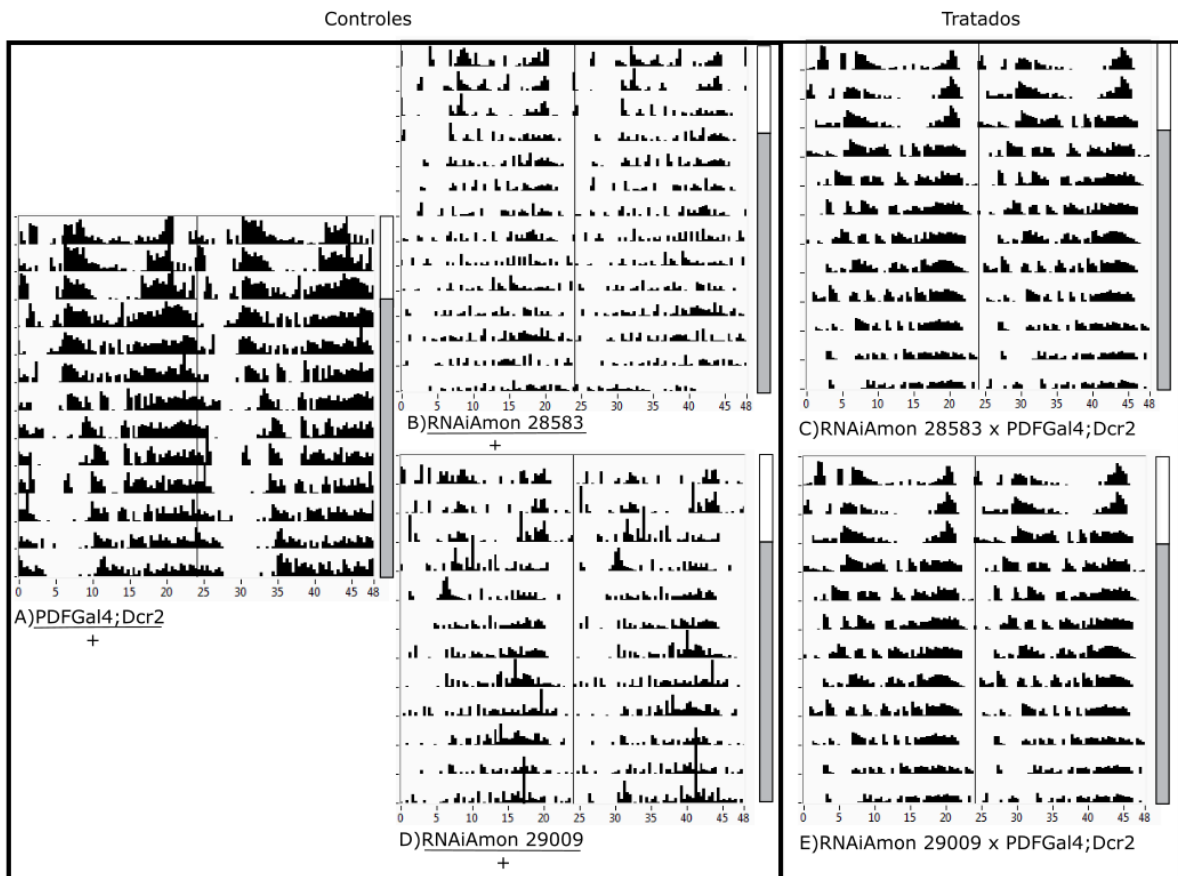 Controles
Tratados
0 5 10 15 20 25 30 35 40 45 48
A)PDFGal4;Dcr2
+
0 5 10 15 20 25 30 35 40 45 48
B)RNAiAmon 28583
+
0 5 10 15 20 25 30 35 40 45 48
C)RNAiAmon 28583 x PDFGal4;Dcr2
0 5 10 15 20 25 30 35 40 45 48
D)RNAiAmon 29009
+
0 5 10 15 20 25 30 35 40 45 48
E)RNAiAmon 29009 x PDFGal4;Dcr2